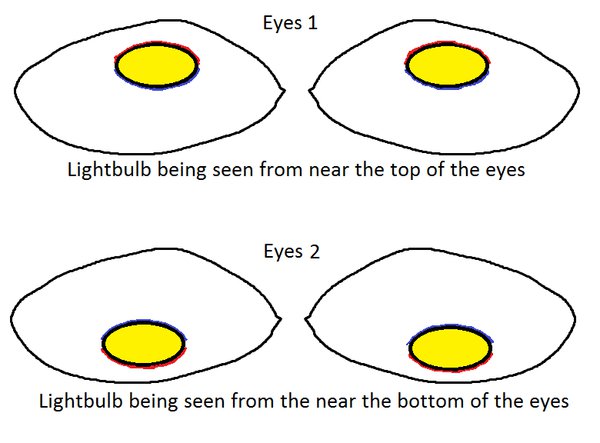 Eyes 1
Lightbulb being seen from near the top of the eyes
Eyes 2
Lightbulb being seen from the near the bottom of the eyes